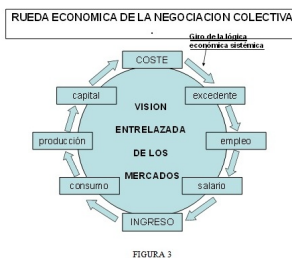 RUEDA ECONOMICA DE LA NEGOCIACION COLECTIVA
.
Giro de la lógica
económica sistémica
COSTE
capital
excedente
VISION
ENTRELAZADA
producción
empleo
DE LOS
MERCADOS
consumo
salario
INGRESO
FIGURA 3